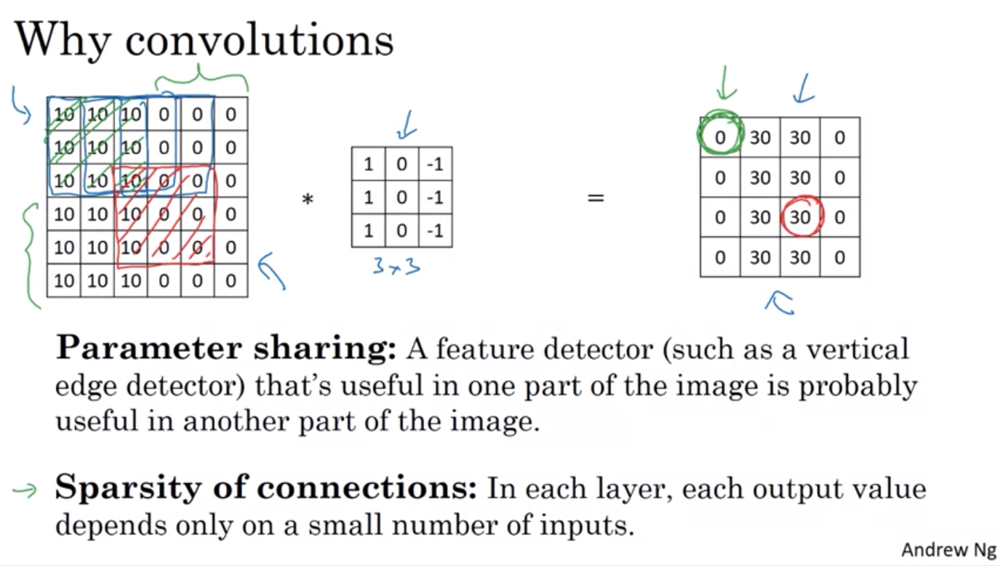 Why convolutions
10 10 10 0 0 0
10 10 10 0 0 0
10 10 10 0 0 0
10 10 10 0 0 0
10 10 10 0 0 0
10 10 10 0 0 0
*
1 0 -1
1 0 -1
1 0 -1
3x3
=
0 30 30 0
0 30 30 0
0 30 30 0
0 30 30 0
Parameter sharing: A feature detector (such as a vertical
edge detector) that’s useful in one part of the image is probably
useful in another part of the image.
→ Sparsity of connections: In each layer, each output value
depends only on a small number of inputs.
Andrew Ng